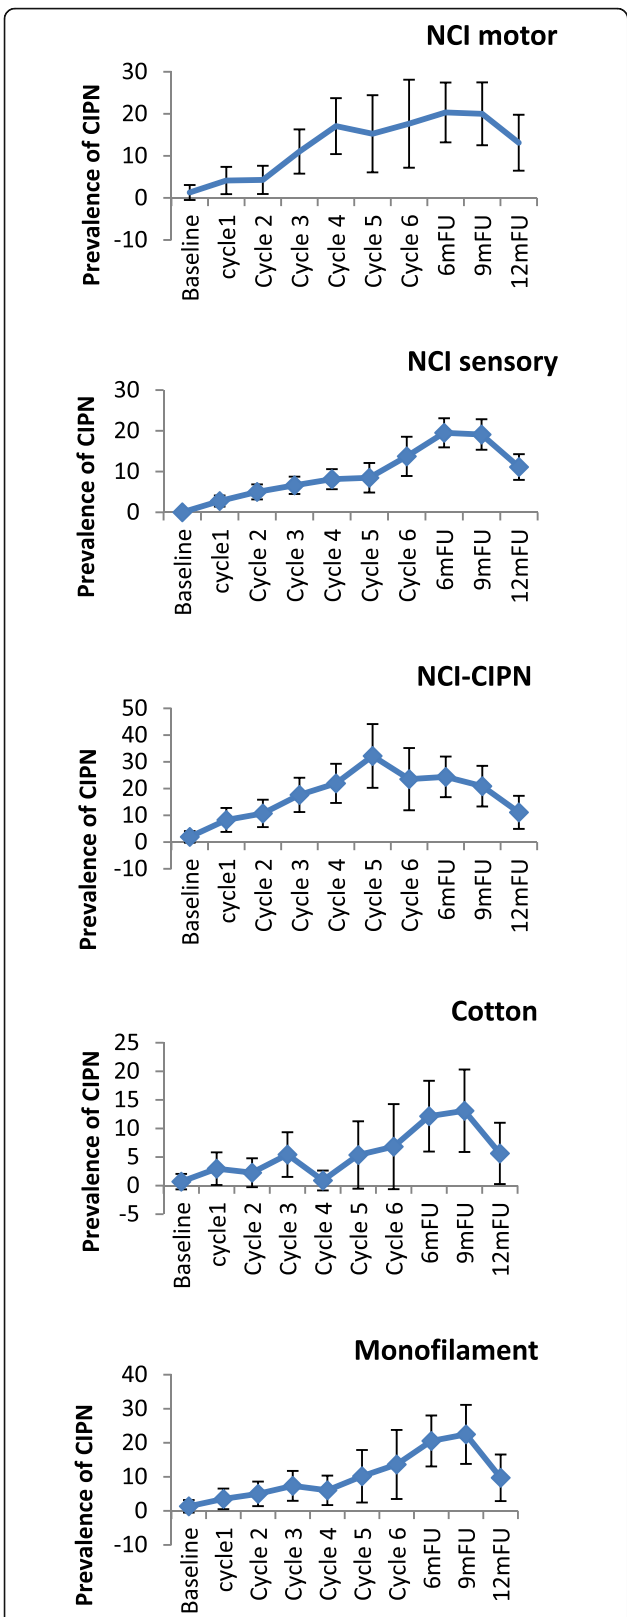 NCI motor
Prevalence of CIPN
30
20
10
0
-10
Baseline
cycle1
Cycle 2
Cycle 3
Cycle 4
Cycle 5
Cycle 6
6mFU
9mFU
12mFU
NCI sensory
Prevalence of CIPN
30
20
10
0
Baseline
cycle1
Cycle 2
Cycle 3
Cycle 4
Cycle 5
Cycle 6
6mFU
9mFU
12mFU
NCI-CIPN
Prevalence of CIPN
50
40
30
20
10
0
-10
Baseline
cycle1
Cycle 2
Cycle 3
Cycle 4
Cycle 5
Cycle 6
6mFU
9mFU
12mFU
Cotton
Prevalence of CIPN
25
20
15
10
5
0
-5
Baseline
cycle1
Cycle 2
Cycle 3
Cycle 4
Cycle 5
Cycle 6
6mFU
9mFU
12mFU
Monofilament
Prevalence of CIPN
40
30
20
10
0
-10
Baseline
cycle1
Cycle 2
Cycle 3
Cycle 4
Cycle 5
Cycle 6
6mFU
9mFU
12mFU